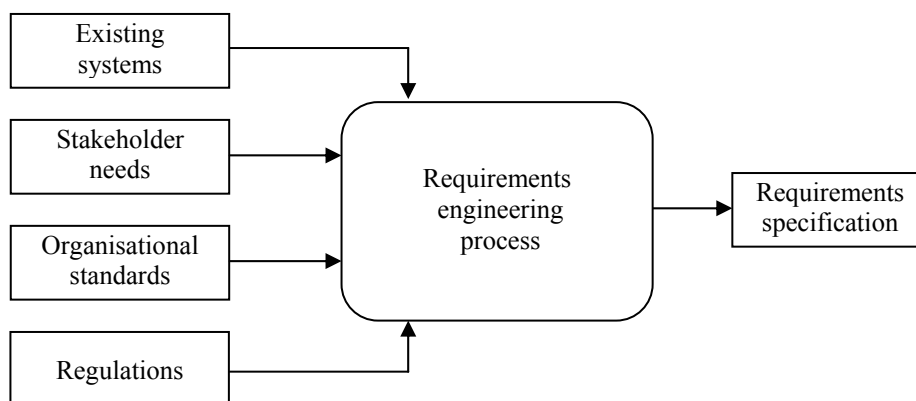 Existing
systems
Stakeholder
needs
Organisational
standards
Regulations
Requirements
engineering
process
Requirements
specification